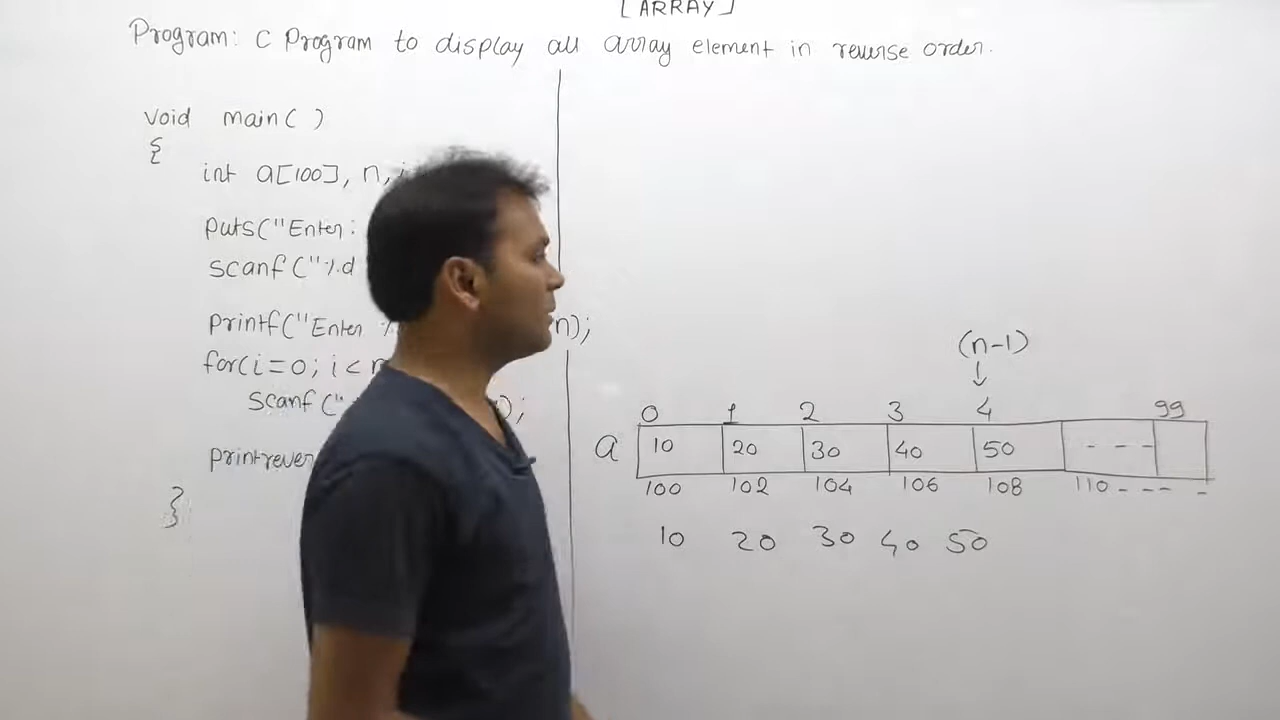 [ARRAY]
Program: C Program to display all array element in reverse order.
void main( )
{
int a[100], n, i
puts("Enter:
scanf("%d
printf("Enter % n);
for(i=0; i<n
scanf(" );
printrever
}
(n-1)
↓
0 1 2 3 4 99
a 10 20 30 40 50 ----
100 102 104 106 108 110---- -
10 20 30 40 50